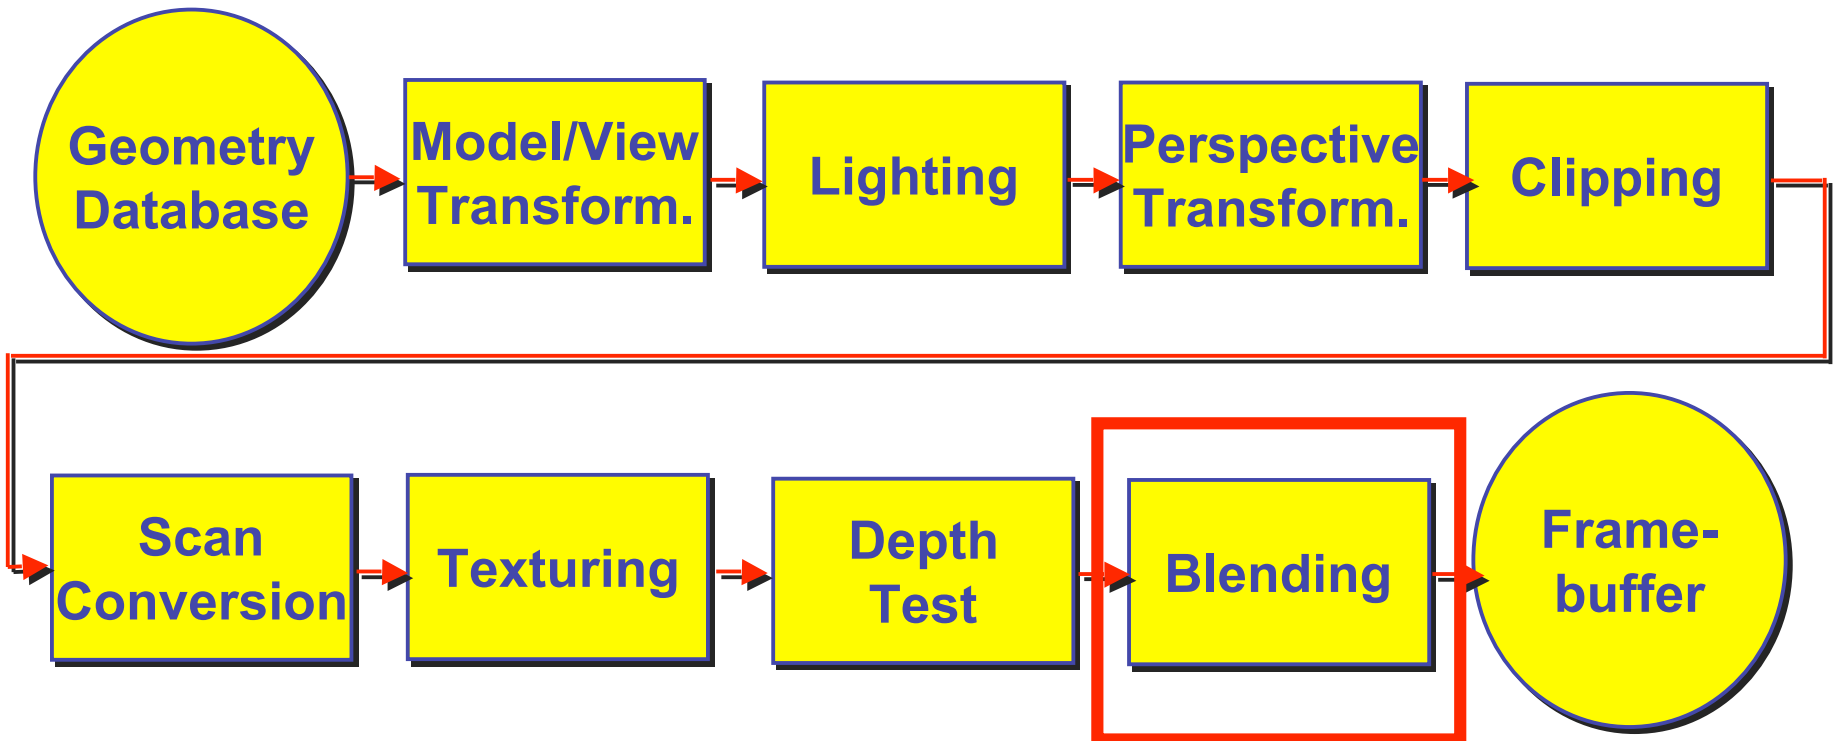 Geometry
Database
Model/View
Transform.
Lighting
Perspective
Transform.
Clipping
Scan
Conversion
Texturing
Depth
Test
Blending
Frame-
buffer